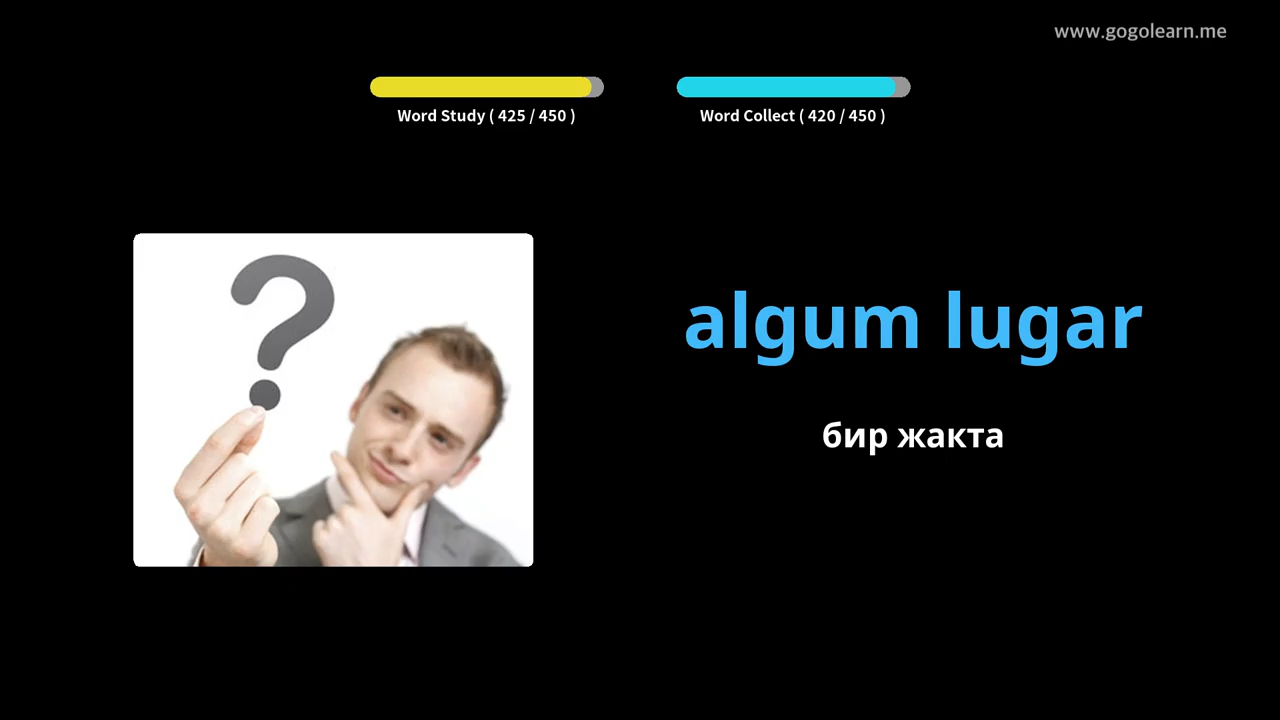 www.gogolearn.me
Word Study ( 425 / 450 )
Word Collect ( 420 / 450 )
algum lugar
бир жакта